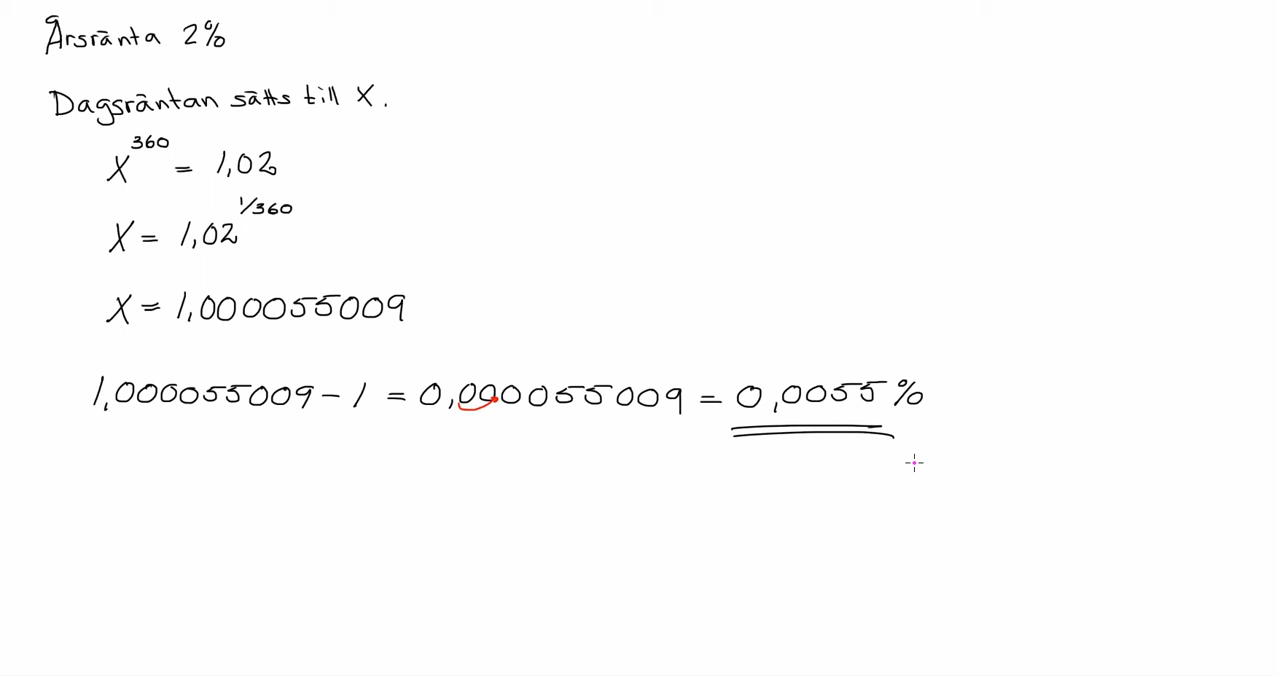 Årsränta 2%
Dagsräntan sätts till X.
X^360 = 1,02
X = 1,02^1/360
X = 1,000055009
1,000055009 - 1 = 0,000055009 = 0,0055%